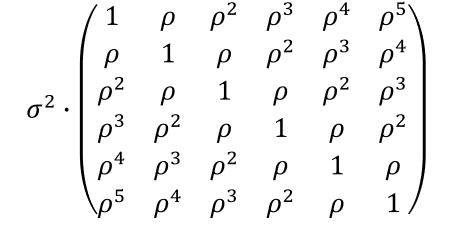 1 ρ ρ² ρ³ ρ⁴ ρ⁵
ρ 1 ρ ρ² ρ³ ρ⁴
ρ² ρ 1 ρ ρ² ρ³
σ² · ρ³ ρ² ρ 1 ρ ρ²
ρ⁴ ρ³ ρ² ρ 1 ρ
ρ⁵ ρ⁴ ρ³ ρ² ρ 1